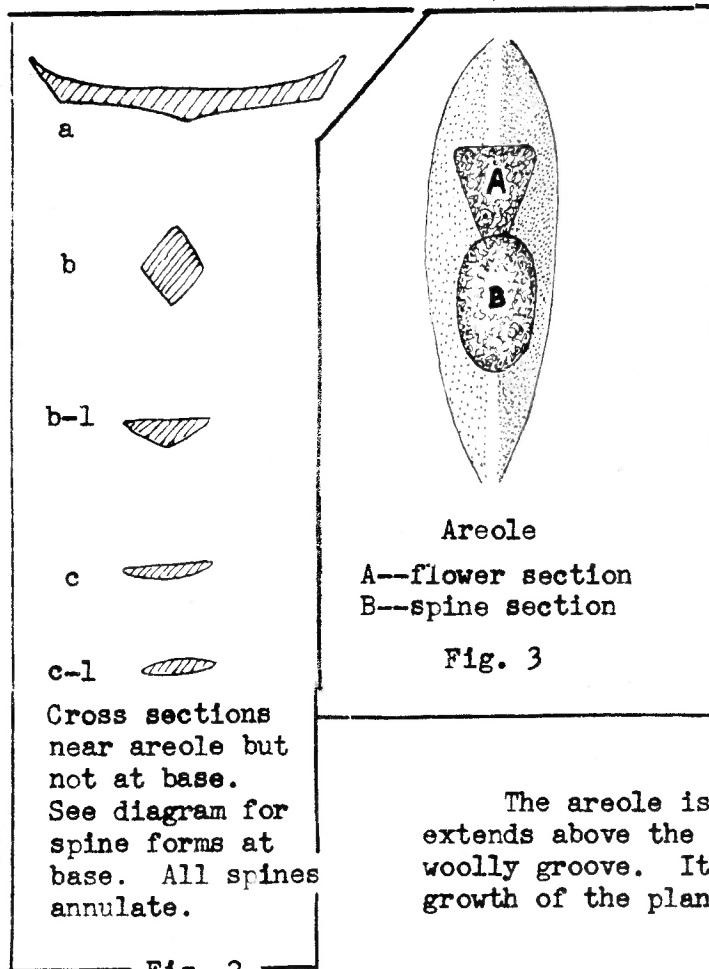 a
b
b-1
c
c-1
Cross sections
near areole but
not at base.
See diagram for
spine forms at
base. All spines
annulate.
Fig. 2
A
B
Areole
A--flower section
B--spine section
Fig. 3
The areole is
extends above the
woolly groove. It
growth of the plan